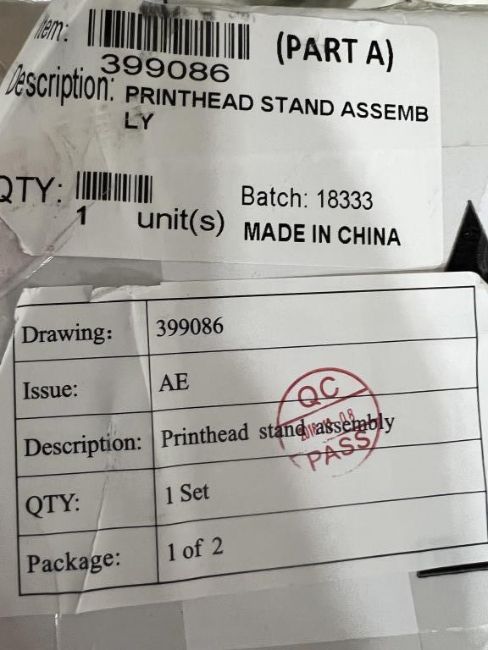 Item:
(PART A)
399086
Description: PRINTHEAD STAND ASSEMB
LY
QTY:
1 unit(s)
Batch: 18333
MADE IN CHINA
Drawing: 399086
Issue: AE
Description: Printhead stand assembly
QC
PASS
QTY: 1 Set
Package: 1 of 2